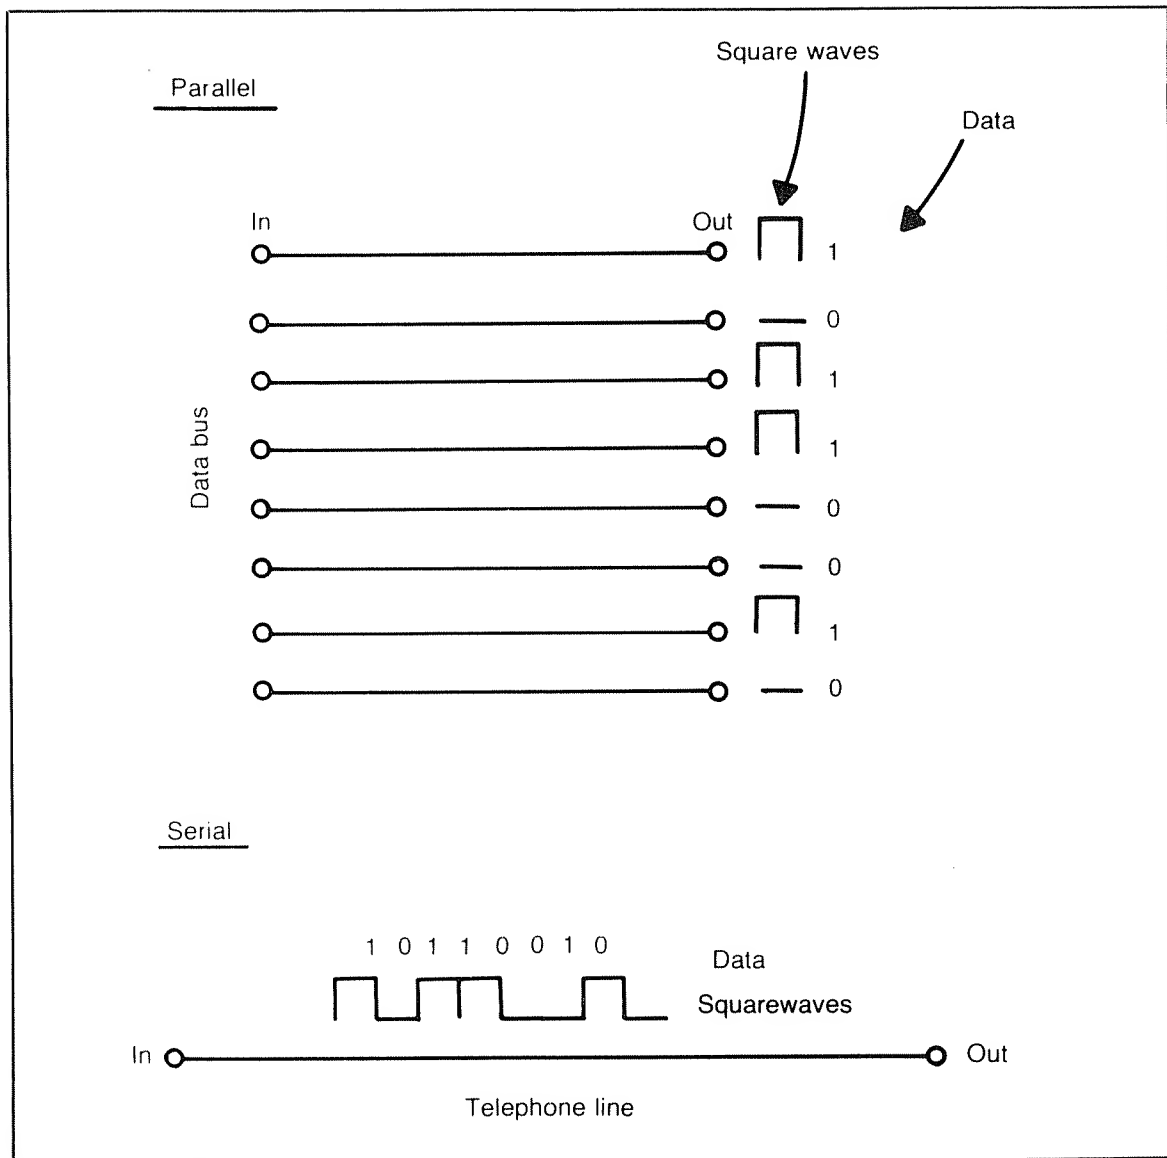 Square waves
Parallel
Data
In
Out
1
0
1
1
0
0
1
0
Data bus
Serial
1 0 1 1 0 0 1 0
Data
Squarewaves
In
Out
Telephone line